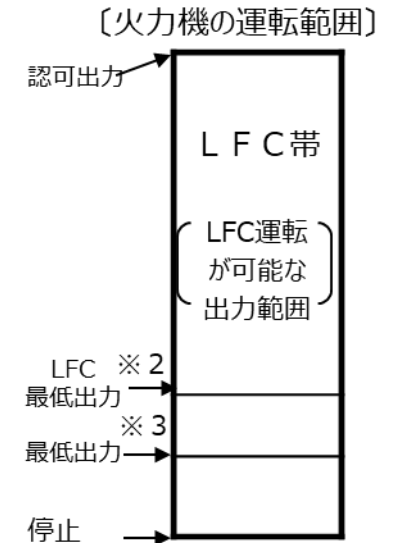 〔火力機の運転範囲〕
認可出力
ＬＦＣ帯
LFC運転
が可能な
出力範囲
LFC ※２
最低出力
※３
最低出力
停止